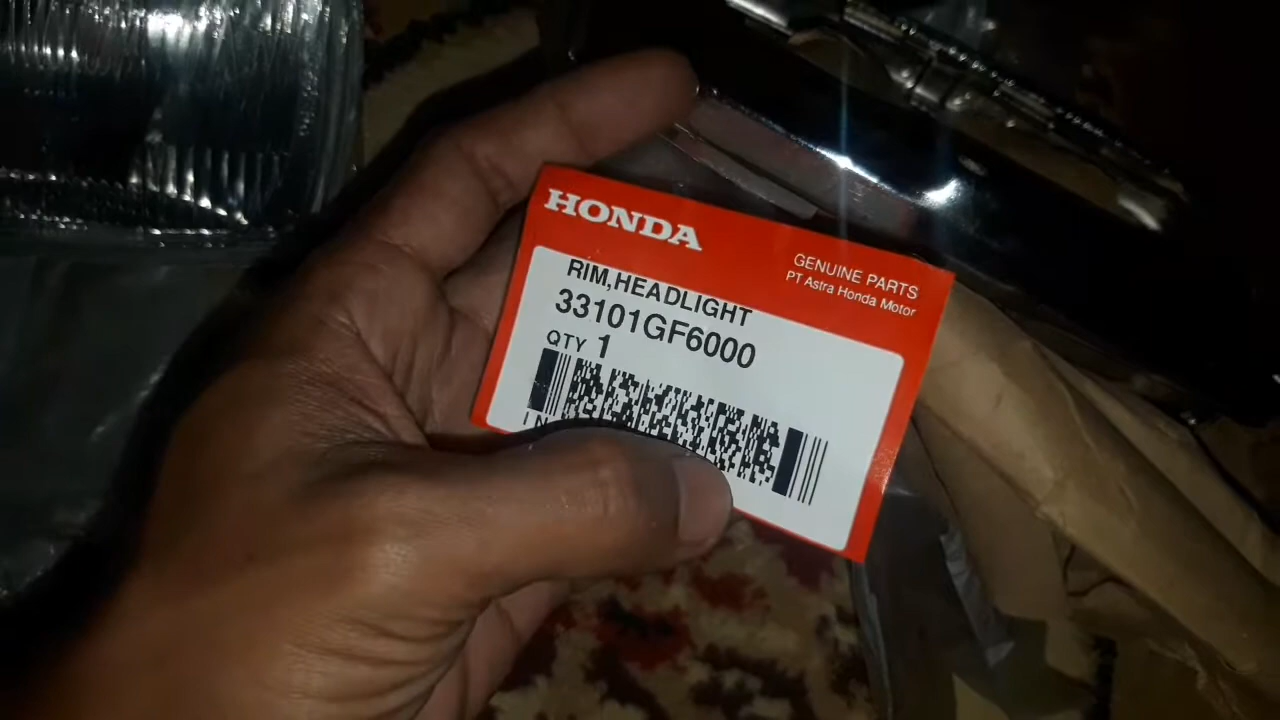 HONDA
GENUINE PARTS
PT Astra Honda Motor
RIM,HEADLIGHT
33101GF6000
QTY 1